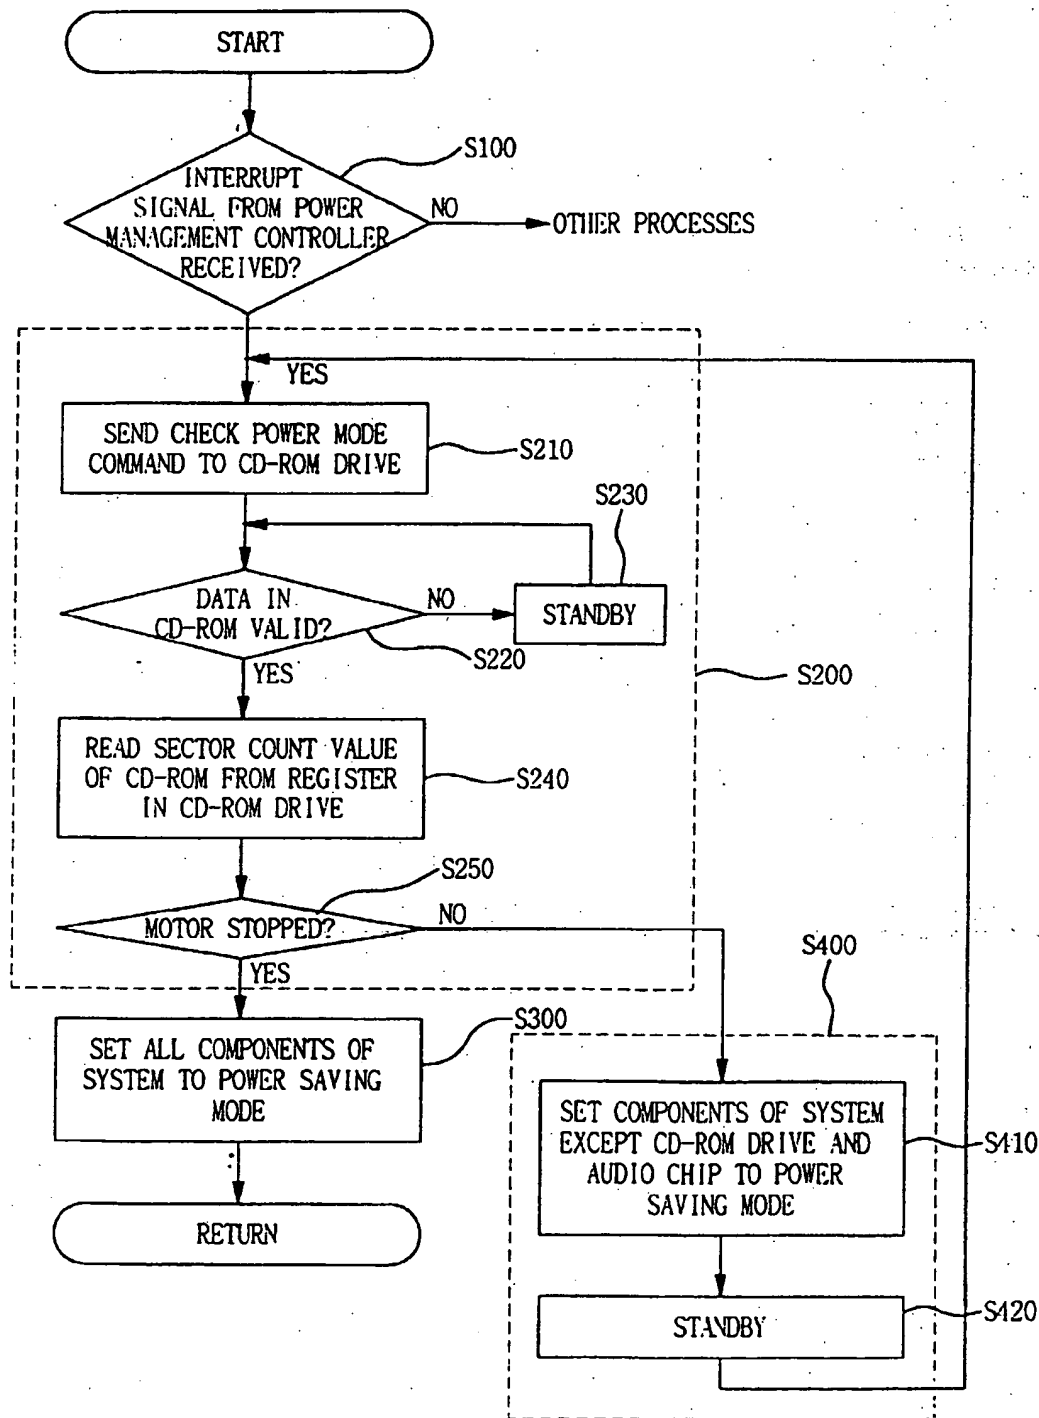 START
S100
INTERRUPT
SIGNAL FROM POWER
MANAGEMENT CONTROLLER
RECEIVED?
NO
OTHER PROCESSES
YES
SEND CHECK POWER MODE
COMMAND TO CD-ROM DRIVE
S210
S230
DATA IN
CD-ROM VALID?
NO
STANDBY
S220
YES
S200
READ SECTOR COUNT VALUE
OF CD-ROM FROM REGISTER
IN CD-ROM DRIVE
S240
S250
MOTOR STOPPED?
NO
YES
S400
S300
SET ALL COMPONENTS OF
SYSTEM TO POWER SAVING
MODE
SET COMPONENTS OF SYSTEM
EXCEPT CD-ROM DRIVE AND
AUDIO CHIP TO POWER
SAVING MODE
S410
RETURN
STANDBY
S420